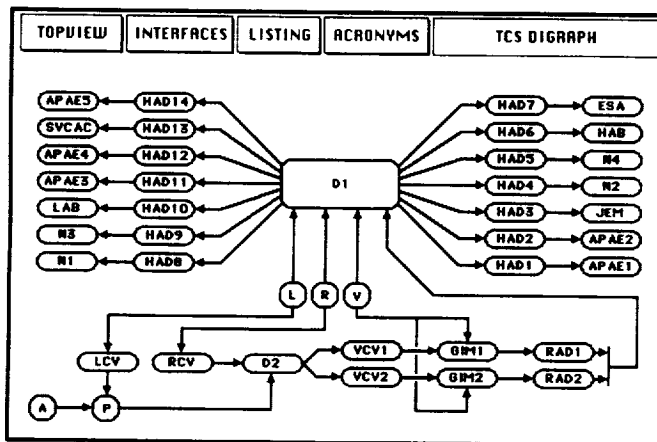 TOPVIEW INTERFACES LISTING ACRONYMS TCS DIGRAPH
APAE5 HAD14 HAD7 ESA
SVCAC HAD13 HAD6 HAB
APAE4 HAD12 HAD5 N4
APAE3 HAD11 D1 HAD4 N2
LAB HAD10 HAD3 JEM
N3 HAD9 HAD2 APAE2
N1 HAD8 HAD1 APAE1
L R V
LCV RCV D2 VCV1 GIM1 RAD1
VCV2 GIM2 RAD2
A P